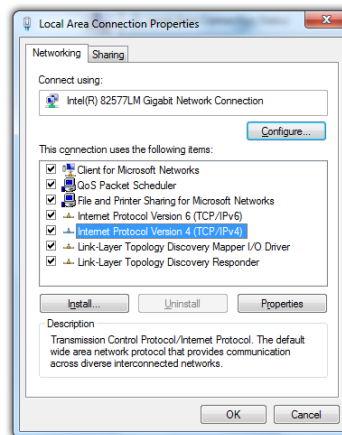 Local Area Connection Properties
Networking
Sharing
Connect using:
Intel(R) 82577LM Gigabit Network Connection
Configure...
This connection uses the following items:
Client for Microsoft Networks
QoS Packet Scheduler
File and Printer Sharing for Microsoft Networks
Internet Protocol Version 6 (TCP/IPv6)
Internet Protocol Version 4 (TCP/IPv4)
Link-Layer Topology Discovery Mapper I/O Driver
Link-Layer Topology Discovery Responder
Install...
Uninstall
Properties
Description
Transmission Control Protocol/Internet Protocol. The default
wide area network protocol that provides communication
across diverse interconnected networks.
OK
Cancel